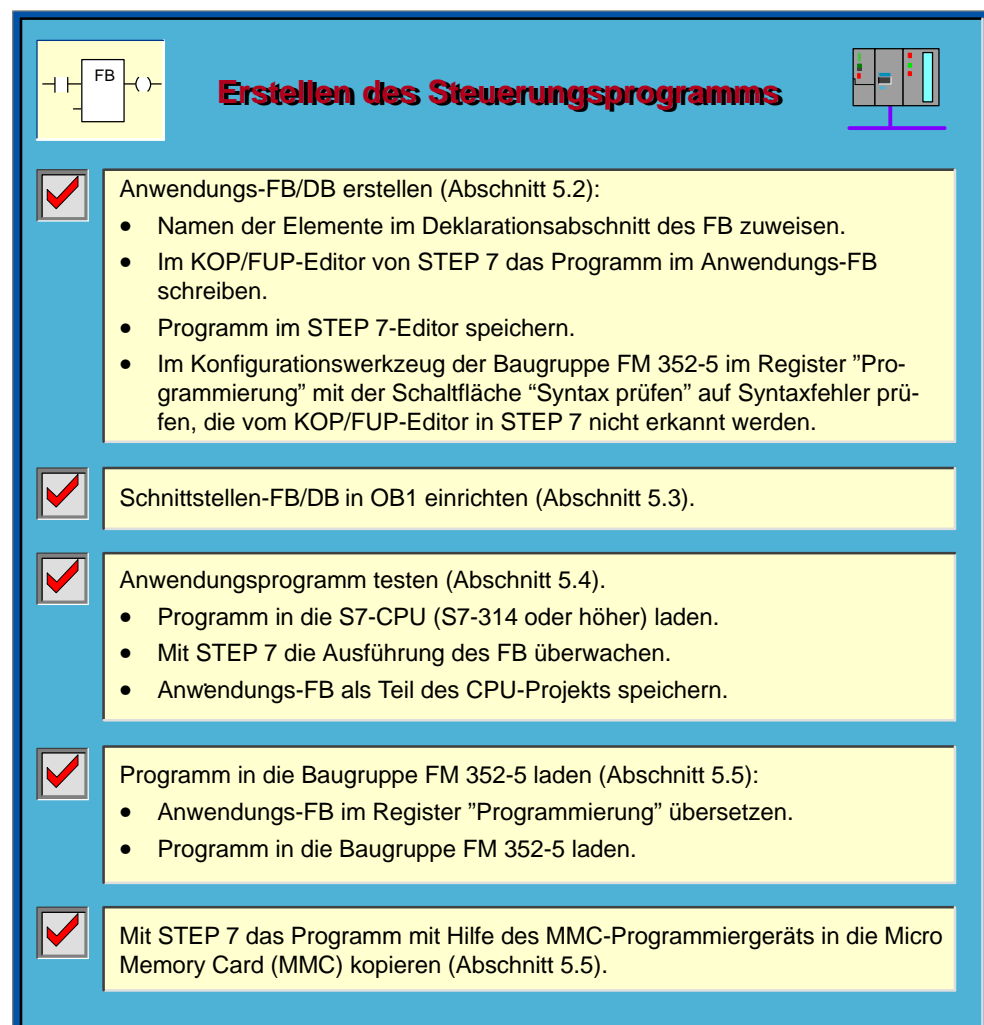 FB
Erstellen des Steuerungsprogramms
Anwendungs-FB/DB erstellen (Abschnitt 5.2):
• Namen der Elemente im Deklarationsabschnitt des FB zuweisen.
• Im KOP/FUP-Editor von STEP 7 das Programm im Anwendungs-FB
schreiben.
• Programm im STEP 7-Editor speichern.
• Im Konfigurationswerkzeug der Baugruppe FM 352-5 im Register ”Pro-
grammierung” mit der Schaltfläche “Syntax prüfen” auf Syntaxfehler prü-
fen, die vom KOP/FUP-Editor in STEP 7 nicht erkannt werden.
Schnittstellen-FB/DB in OB1 einrichten (Abschnitt 5.3).
Anwendungsprogramm testen (Abschnitt 5.4).
• Programm in die S7-CPU (S7-314 oder höher) laden.
• Mit STEP 7 die Ausführung des FB überwachen.
• Anwendungs-FB als Teil des CPU-Projekts speichern.
Programm in die Baugruppe FM 352-5 laden (Abschnitt 5.5):
• Anwendungs-FB im Register ”Programmierung” übersetzen.
• Programm in die Baugruppe FM 352-5 laden.
Mit STEP 7 das Programm mit Hilfe des MMC-Programmiergeräts in die Micro
Memory Card (MMC) kopieren (Abschnitt 5.5).